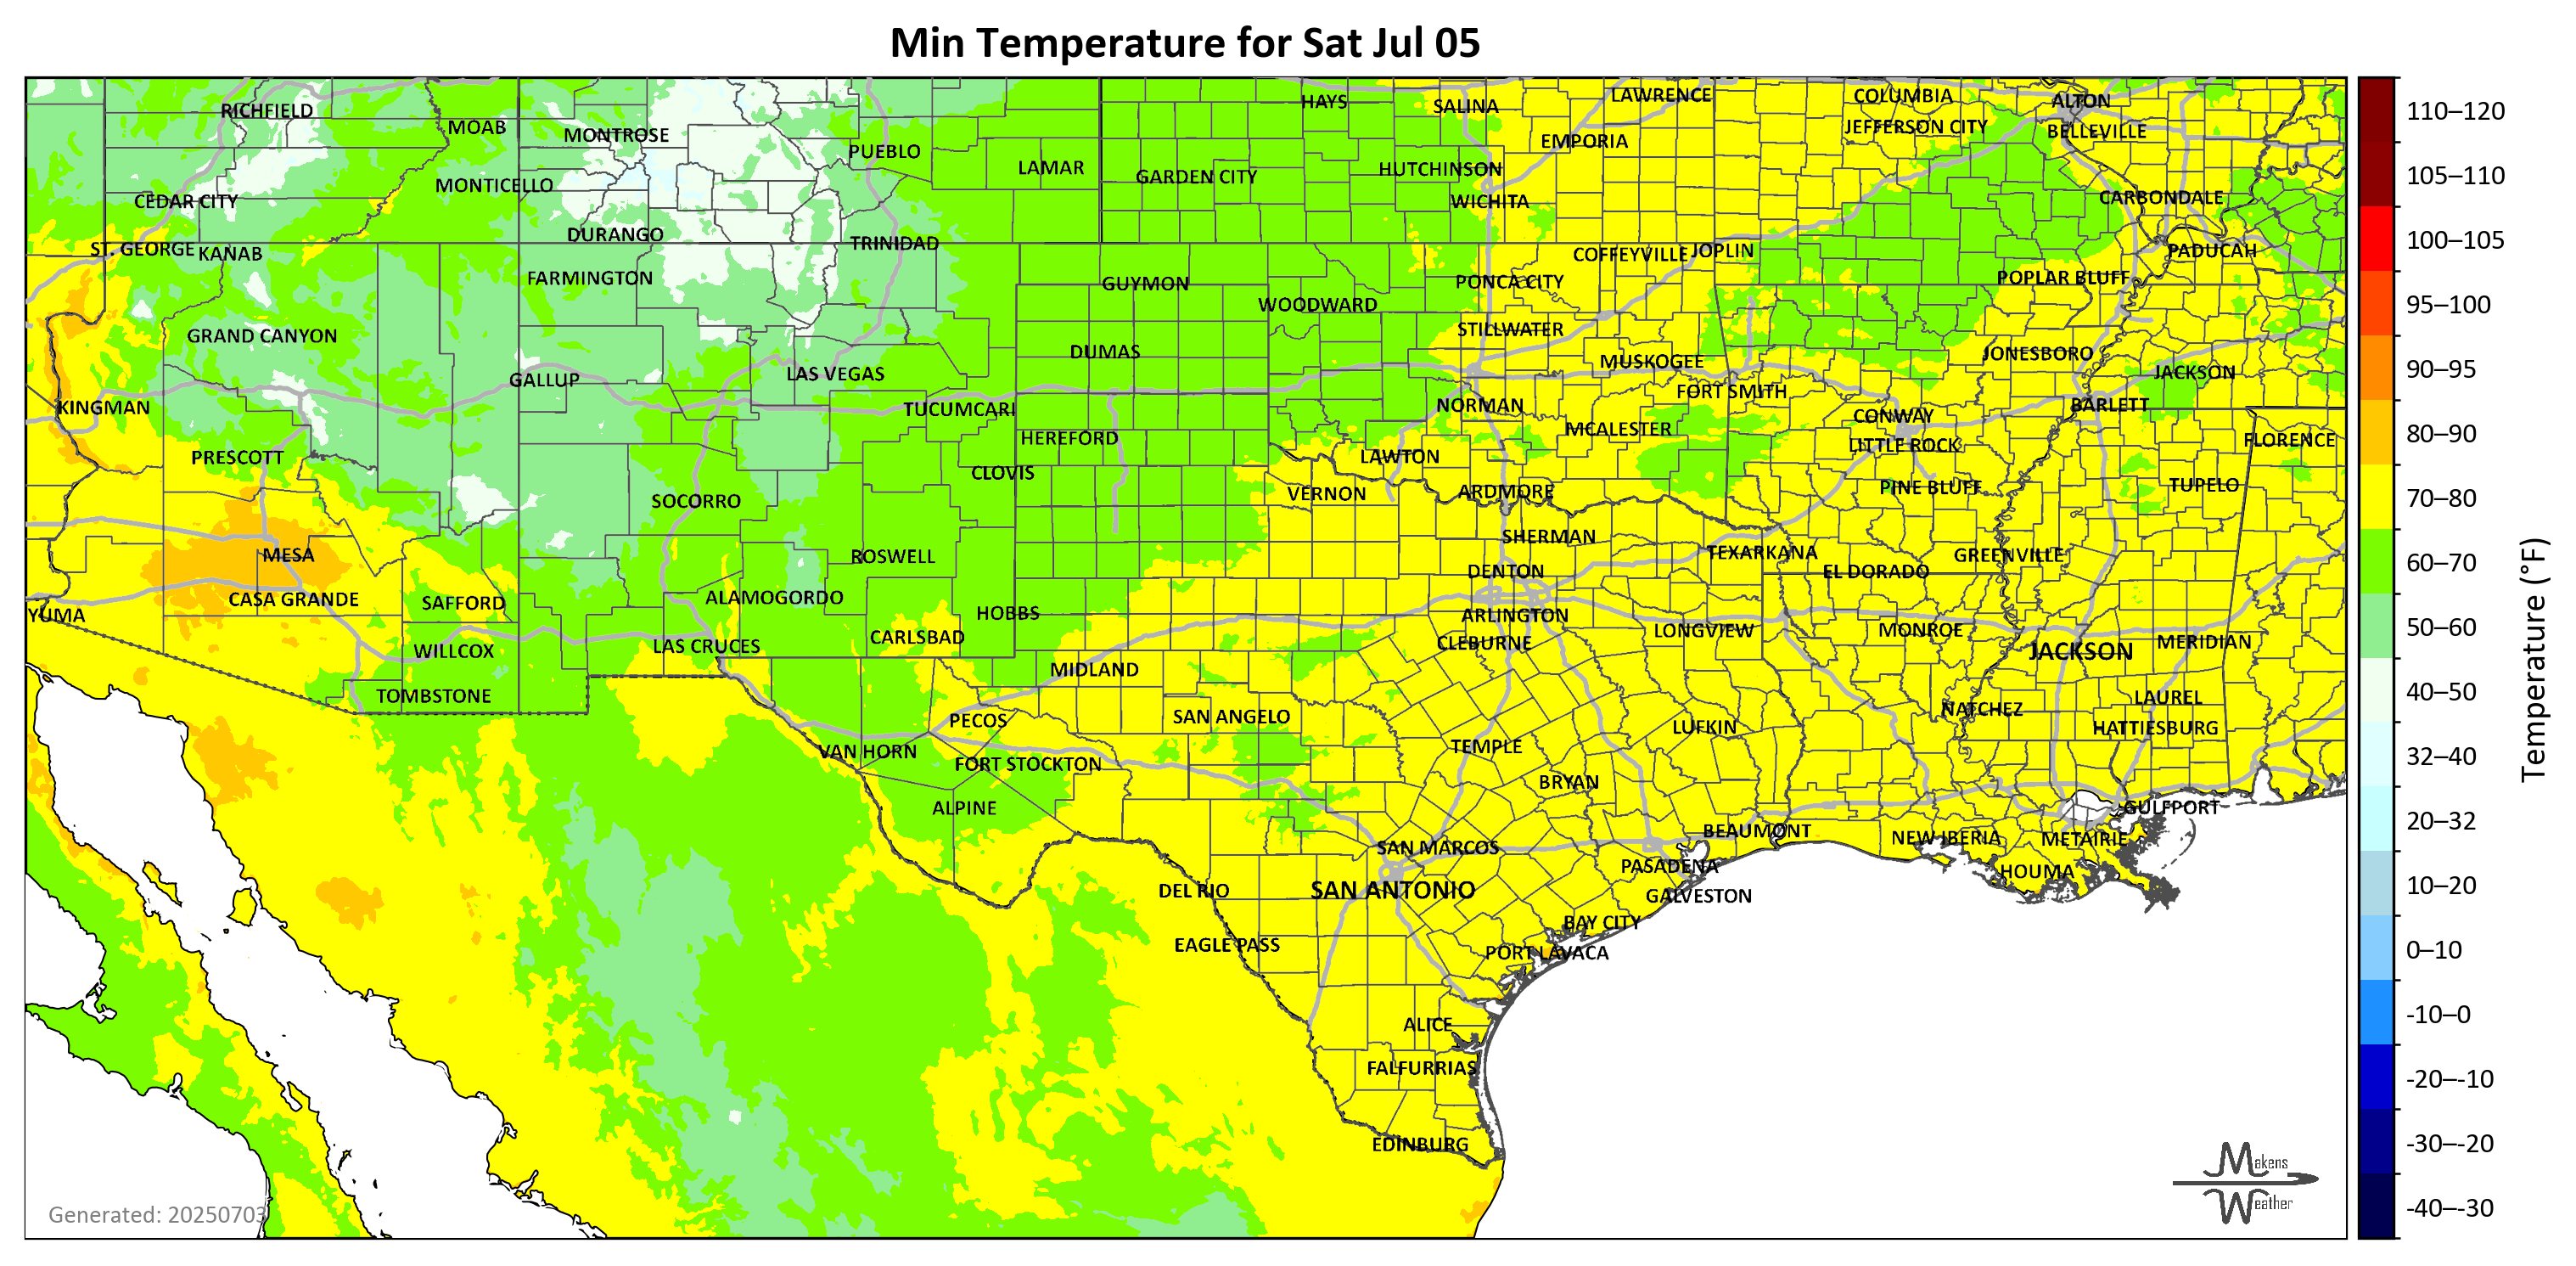 Min Temperature for Sat Jul 05
RICHFIELD
MOAB
MONTROSE
PUEBLO
LAMAR
HAYS
SALINA
LAWRENCE
COLUMBIA
ALTON
EMPORIA
JEFFERSON CITY
BELLEVILLE
GARDEN CITY
HUTCHINSON
MONTICELLO
CEDAR CITY
WICHITA
CARBONDALE
DURANGO
TRINIDAD
ST. GEORGE
KANAB
COFFEYVILLE
JOPLIN
PADUCAH
FARMINGTON
GUYMON
PONCA CITY
POPLAR BLUFF
WOODWARD
GRAND CANYON
STILLWATER
DUMAS
MUSKOGEE
JONESBORO
GALLUP
LAS VEGAS
JACKSON
FORT SMITH
KINGMAN
TUCUMCARI
NORMAN
CONWAY
BARLETT
HEREFORD
MCALESTER
LITTLE ROCK
FLORENCE
PRESCOTT
CLOVIS
LAWTON
SOCORRO
VERNON
ARDMORE
PINE BLUFF
TUPELO
SHERMAN
MESA
ROSWELL
TEXARKANA
GREENVILLE
DENTON
EL DORADO
CASA GRANDE
SAFFORD
ALAMOGORDO
YUMA
HOBBS
ARLINGTON
CARLSBAD
CLEBURNE
LONGVIEW
MONROE
MERIDIAN
WILLCOX
LAS CRUCES
JACKSON
MIDLAND
TOMBSTONE
LAUREL
PECOS
SAN ANGELO
NATCHEZ
LUFKIN
HATTIESBURG
VAN HORN
TEMPLE
FORT STOCKTON
BRYAN
ALPINE
GULFPORT
BEAUMONT
NEW IBERIA
METAIRIE
SAN MARCOS
PASADENA
HOUMA
DEL RIO
SAN ANTONIO
GALVESTON
BAY CITY
EAGLE PASS
PORT LAVACA
ALICE
FALFURRIAS
EDINBURG
Generated: 20250703
Makens
Weather
110–120
105–110
100–105
95–100
90–95
80–90
70–80
60–70
50–60
40–50
32–40
20–32
10–20
0–10
-10–0
-20–-10
-30–-20
-40–-30
Temperature (°F)